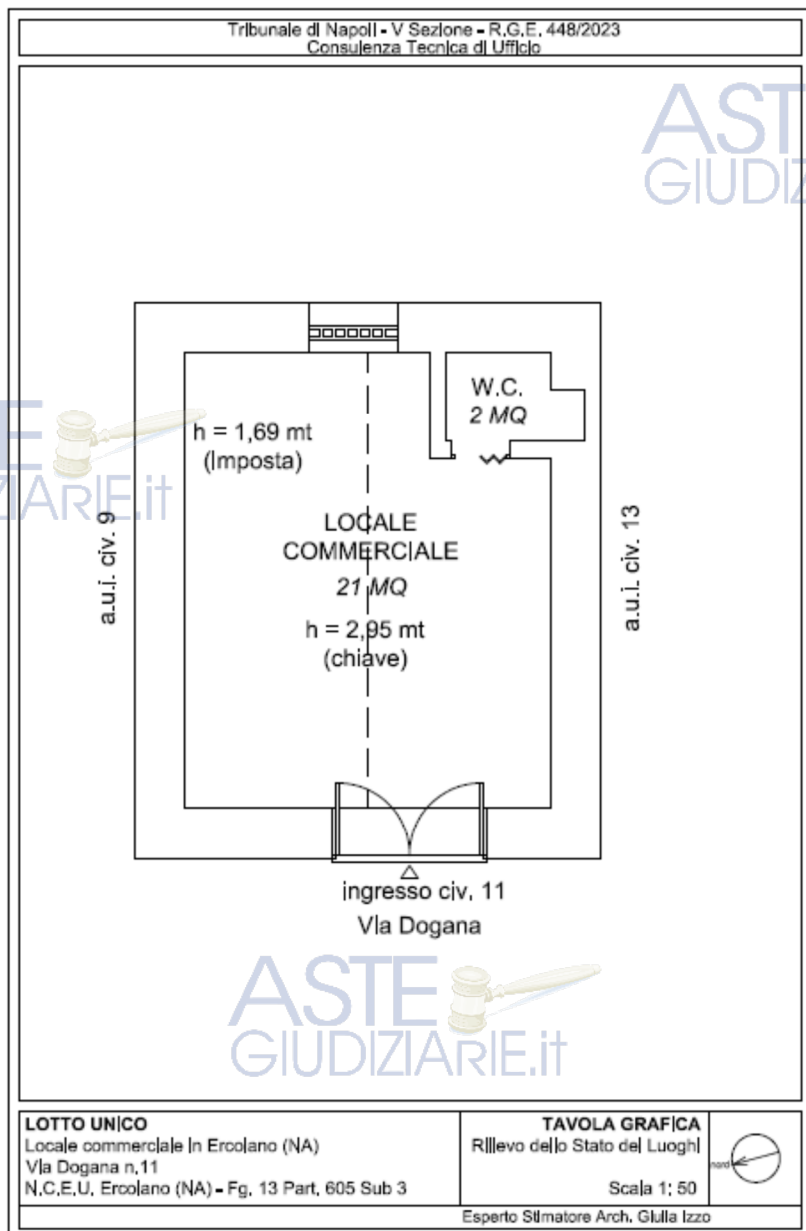 Tribunale di Napoli - V Sezione - R.G.E. 448/2023
Consulenza Tecnica di Ufficio
AST
GIUDIZ
W.C.
2 MQ
h = 1,69 mt
(Imposta)
E
ZIARIE.it
a.u.i. civ. 9
LOCALE
COMMERCIALE
21 MQ
h = 2,95 mt
(chiave)
a.u.i. civ. 13
ingresso civ. 11
Via Dogana
ASTE
GIUDIZIARIE.it
LOTTO UNICO
Locale commerciale in Ercolano (NA)
Via Dogana n.11
N.C.E.U. Ercolano (NA) - Fg. 13 Part. 605 Sub 3
TAVOLA GRAFICA
Rilievo dello Stato dei Luoghi
Scala 1: 50
nord
Esperto Stimatore Arch. Giulia Izzo